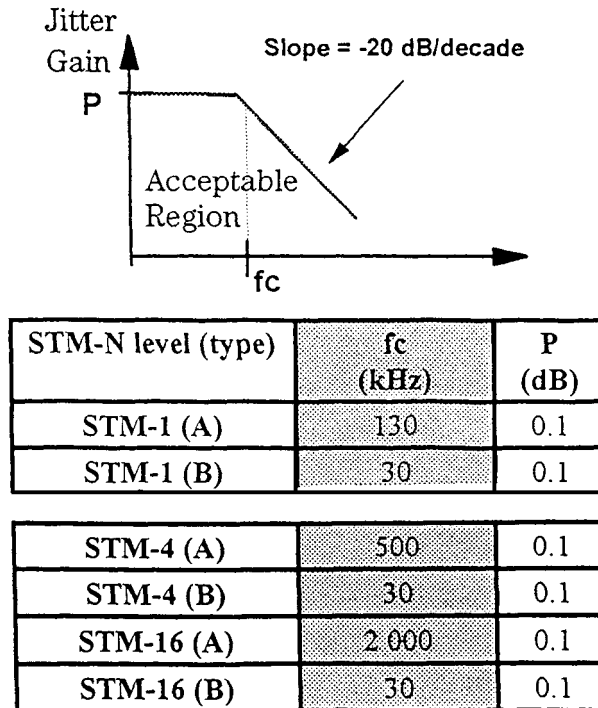 Jitter
Gain
Slope = -20 dB/decade
P
Acceptable
Region
fc
STM-N level (type) fc (kHz) P (dB)
STM-1 (A) 130 0.1
STM-1 (B) 30 0.1
STM-4 (A) 500 0.1
STM-4 (B) 30 0.1
STM-16 (A) 2 000 0.1
STM-16 (B) 30 0.1